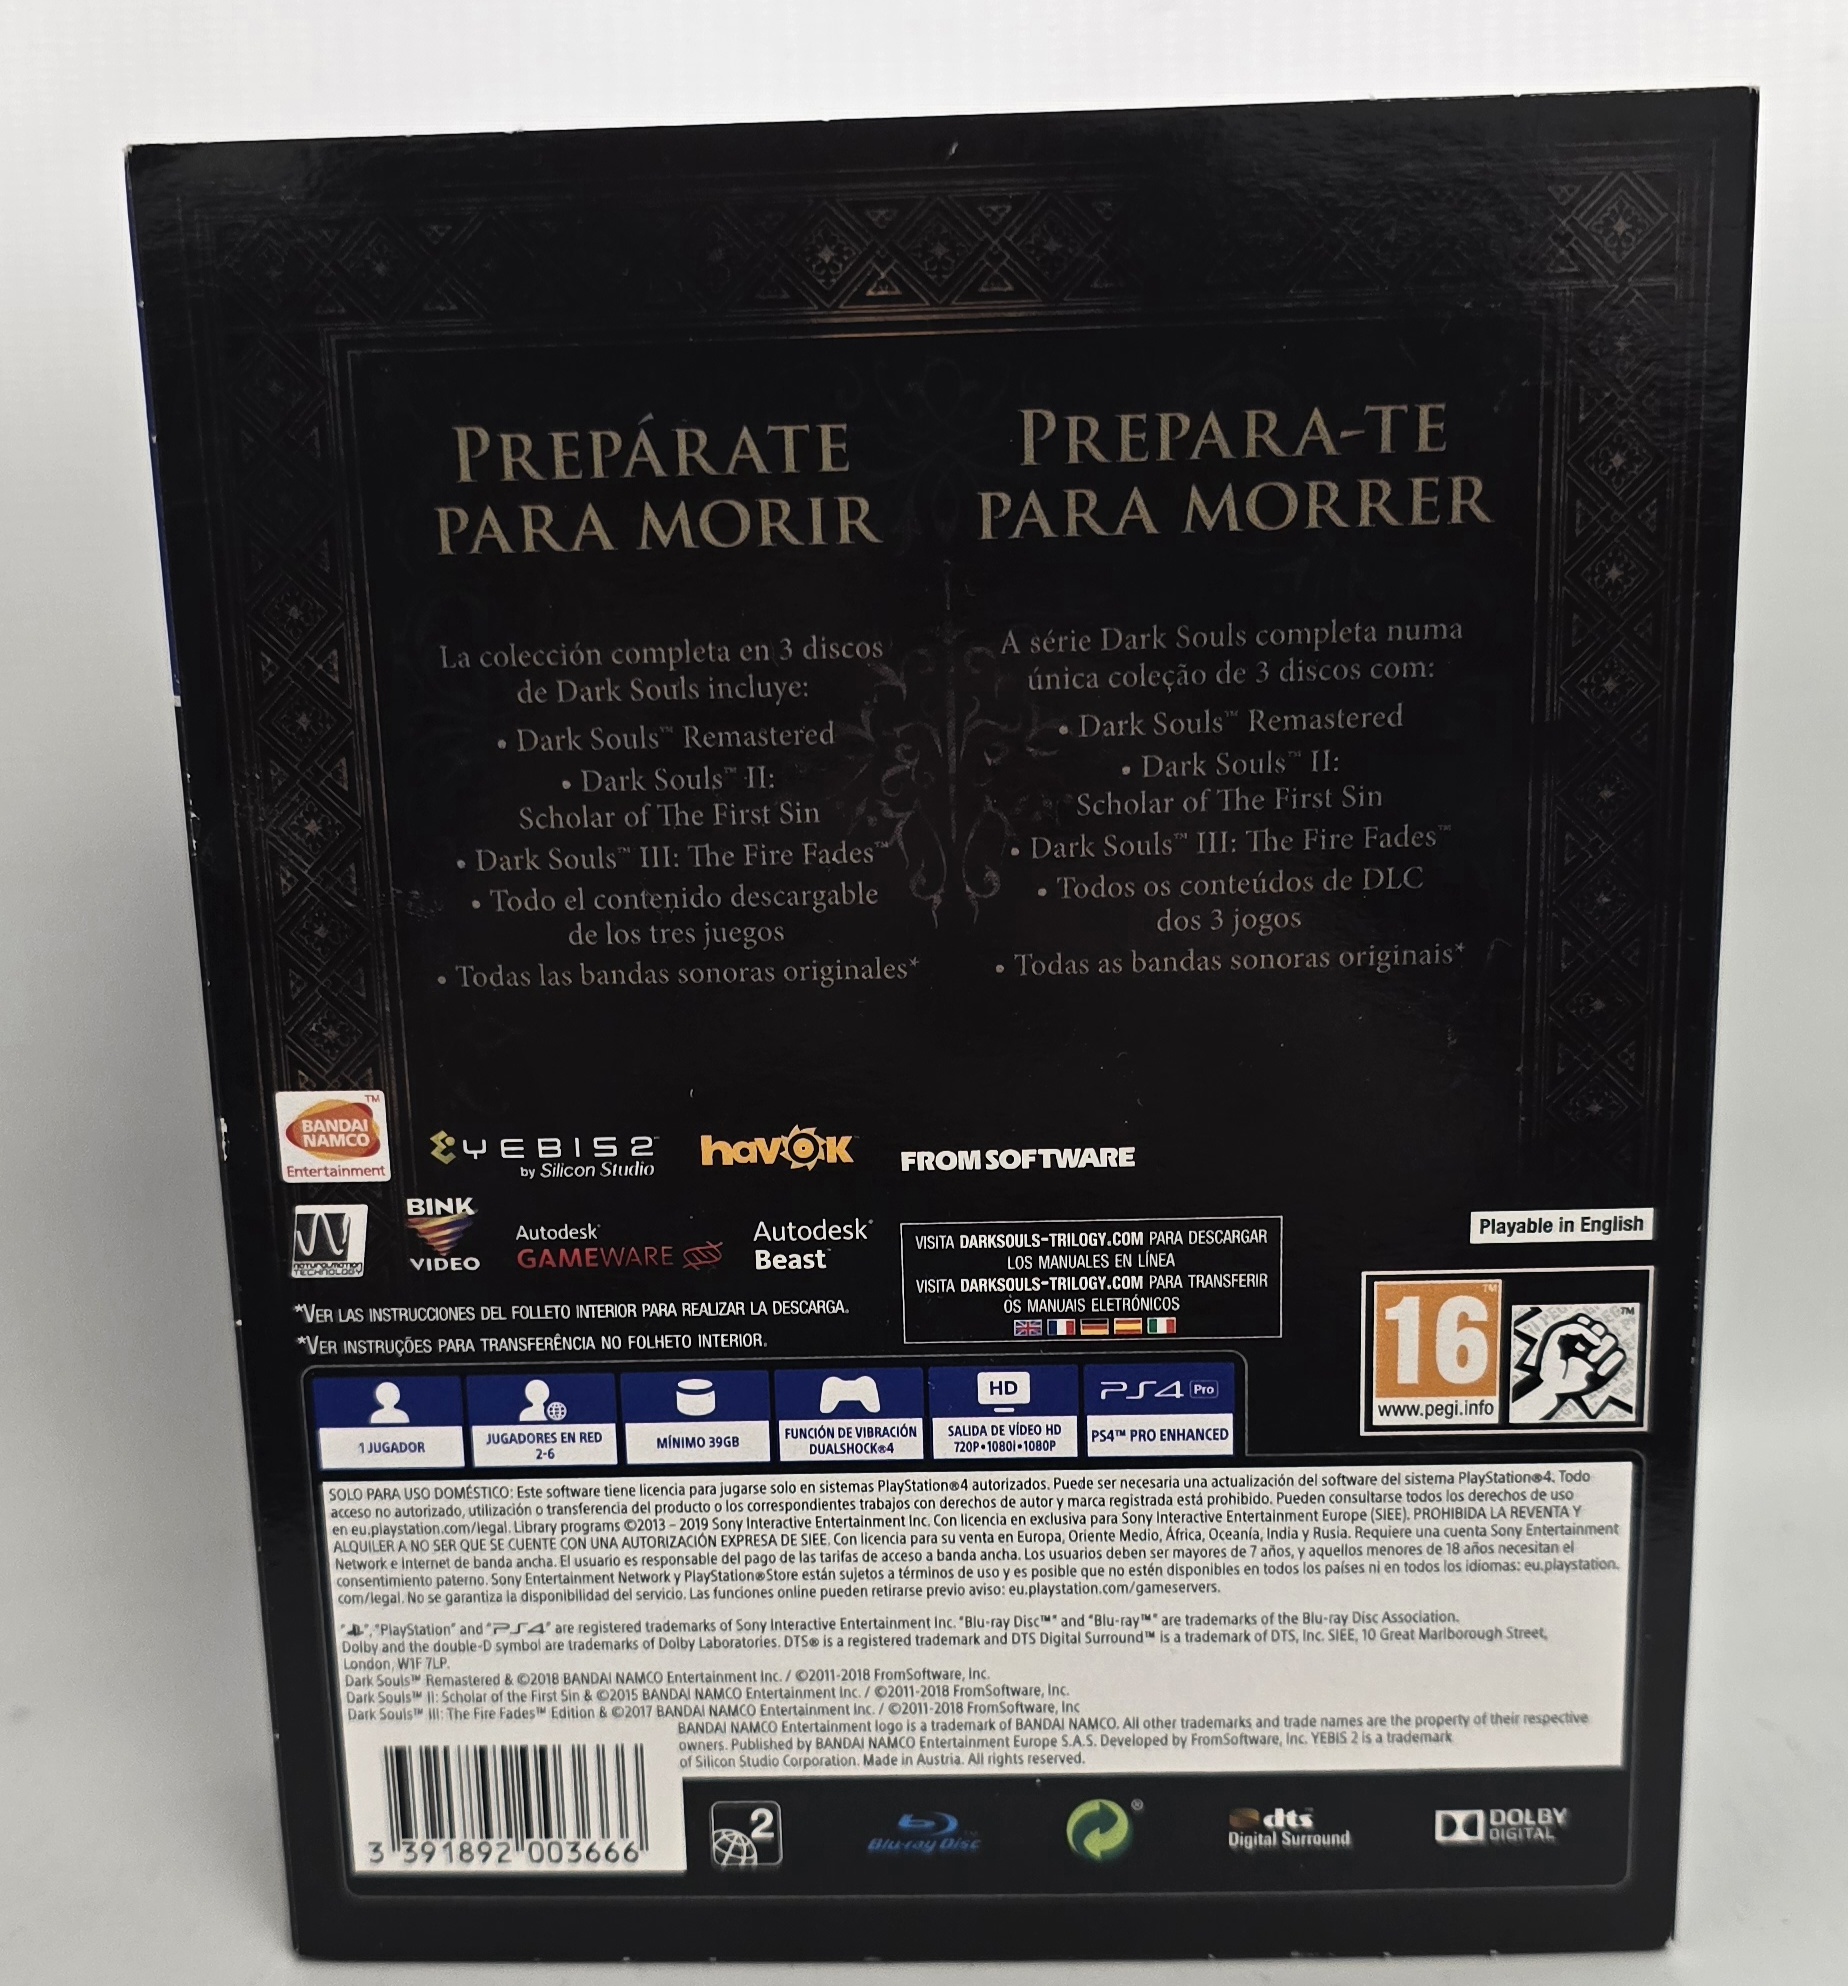 PREPÁRATE
PARA MORIR
La colección completa en 3 discos
de Dark Souls incluye:
• Dark Souls™ Remastered
• Dark Souls™ II:
Scholar of The First Sin
• Dark Souls™ III: The Fire Fades™
• Todo el contenido descargable
de los tres juegos
• Todas las bandas sonoras originales*
PREPARA-TE
PARA MORRER
A série Dark Souls completa numa
única coleção de 3 discos com:
• Dark Souls™ Remastered
• Dark Souls™ II:
Scholar of The First Sin
• Dark Souls™ III: The Fire Fades™
• Todos os conteúdos de DLC
dos 3 jogos
• Todas as bandas sonoras originais*
BANDAI
NAMCO
Entertainment
TM
YEBIS 2
by Silicon Studio
havok
FROMSOFTWARE
NATURALMOTION
TECHNOLOGY
BINK
VIDEO
Autodesk
GAMEWARE
Autodesk
Beast
VISITA DARKSOULS-TRILOGY.COM PARA DESCARGAR
LOS MANUALES EN LÍNEA
VISITA DARKSOULS-TRILOGY.COM PARA TRANSFERIR
OS MANUAIS ELETRÓNICOS
Playable in English
16
www.pegi.info
TM
TM
*VER LAS INSTRUCCIONES DEL FOLLETO INTERIOR PARA REALIZAR LA DESCARGA.
*VER INSTRUÇÕES PARA TRANSFERÊNCIA NO FOLHETO INTERIOR.
1 JUGADOR
JUGADORES EN RED
2-6
MÍNIMO 39GB
FUNCIÓN DE VIBRACIÓN
DUALSHOCK®4
HD
SALIDA DE VÍDEO HD
720P•1080i•1080P
PS4 Pro
PS4™ PRO ENHANCED
SOLO PARA USO DOMÉSTICO: Este software tiene licencia para jugarse solo en sistemas PlayStation®4 autorizados. Puede ser necesaria una actualización del software del sistema PlayStation®4. Todo
acceso no autorizado, utilización o transferencia del producto o los correspondientes trabajos con derechos de autor y marca registrada está prohibido. Pueden consultarse todos los derechos de uso
en eu.playstation.com/legal. Library programs ©2013 – 2019 Sony Interactive Entertainment Inc. Con licencia en exclusiva para Sony Interactive Entertainment Europe (SIEE). PROHIBIDA LA REVENTA Y
ALQUILER A NO SER QUE SE CUENTE CON UNA AUTORIZACIÓN EXPRESA DE SIEE. Con licencia para su venta en Europa, Oriente Medio, África, Oceanía, India y Rusia. Requiere una cuenta Sony Entertainment
Network e Internet de banda ancha. El usuario es responsable del pago de las tarifas de acceso a banda ancha. Los usuarios deben ser mayores de 7 años, y aquellos menores de 18 años necesitan el
consentimiento paterno. Sony Entertainment Network y PlayStation®Store están sujetos a términos de uso y es posible que no estén disponibles en todos los países ni en todos los idiomas: eu.playstation.
com/legal. No se garantiza la disponibilidad del servicio. Las funciones online pueden retirarse previo aviso: eu.playstation.com/gameservers.
"", "PlayStation" and "PS4" are registered trademarks of Sony Interactive Entertainment Inc. "Blu-ray Disc™" and "Blu-ray™" are trademarks of the Blu-ray Disc Association.
Dolby and the double-D symbol are trademarks of Dolby Laboratories. DTS® is a registered trademark and DTS Digital Surround™ is a trademark of DTS, Inc. SIEE, 10 Great Marlborough Street,
London, W1F 7LP.
Dark Souls™ Remastered & ©2018 BANDAI NAMCO Entertainment Inc. / ©2011-2018 FromSoftware, Inc.
Dark Souls™ II: Scholar of the First Sin & ©2015 BANDAI NAMCO Entertainment Inc. / ©2011-2018 FromSoftware, Inc.
Dark Souls™ III: The Fire Fades™ Edition & ©2017 BANDAI NAMCO Entertainment Inc. / ©2011-2018 FromSoftware, Inc
BANDAI NAMCO Entertainment logo is a trademark of BANDAI NAMCO. All other trademarks and trade names are the property of their respective
owners. Published by BANDAI NAMCO Entertainment Europe S.A.S. Developed by FromSoftware, Inc. YEBIS 2 is a trademark
of Silicon Studio Corporation. Made in Austria. All rights reserved.
3 391892 003666
2
Blu-ray Disc
®
dts
Digital Surround
DOLBY
DIGITAL